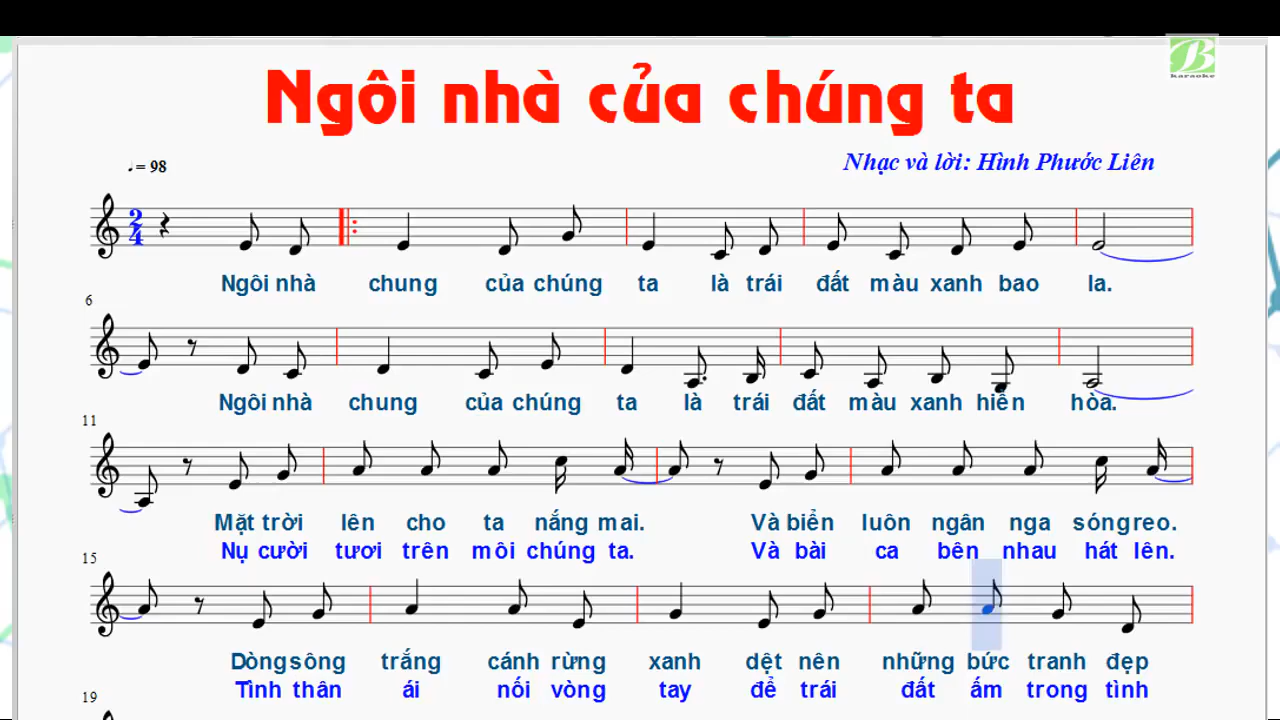 B
karaoke
Ngôi nhà của chúng ta
♩ = 98
Nhạc và lời: Hình Phước Liên
2
4
Ngôi nhà chung của chúng ta là trái đất màu xanh bao la.
6
Ngôi nhà chung của chúng ta là trái đất màu xanh hiền hòa.
11
Mặt trời lên cho ta nắng mai. Và biển luôn ngân nga sóng reo.
Nụ cười tươi trên môi chúng ta. Và bài ca bên nhau hát lên.
15
Dòng sông trắng cánh rừng xanh dệt nên những bức tranh đẹp
Tình thân ái nối vòng tay để trái đất ấm trong tình
19